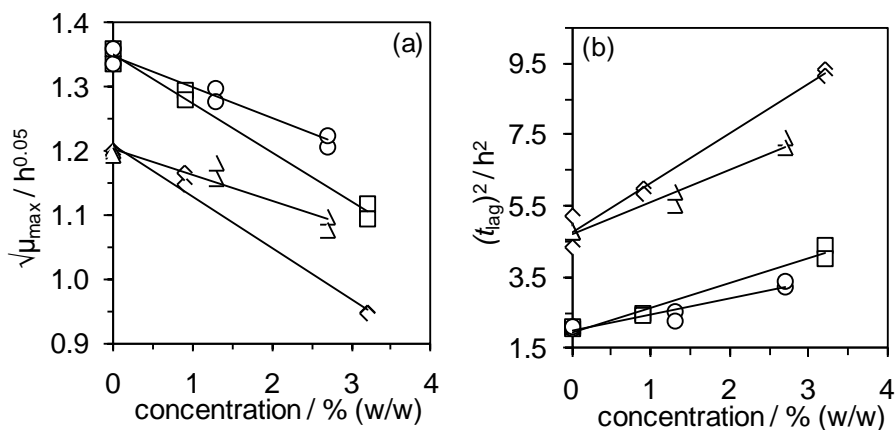 (a)
1.4
1.3
1.2
1.1
1.0
0.9
√μmax / h^0.05
0 1 2 3 4
concentration / % (w/w)
(b)
9.5
7.5
5.5
3.5
1.5
(tlag)^2 / h^2
0 1 2 3 4
concentration / % (w/w)